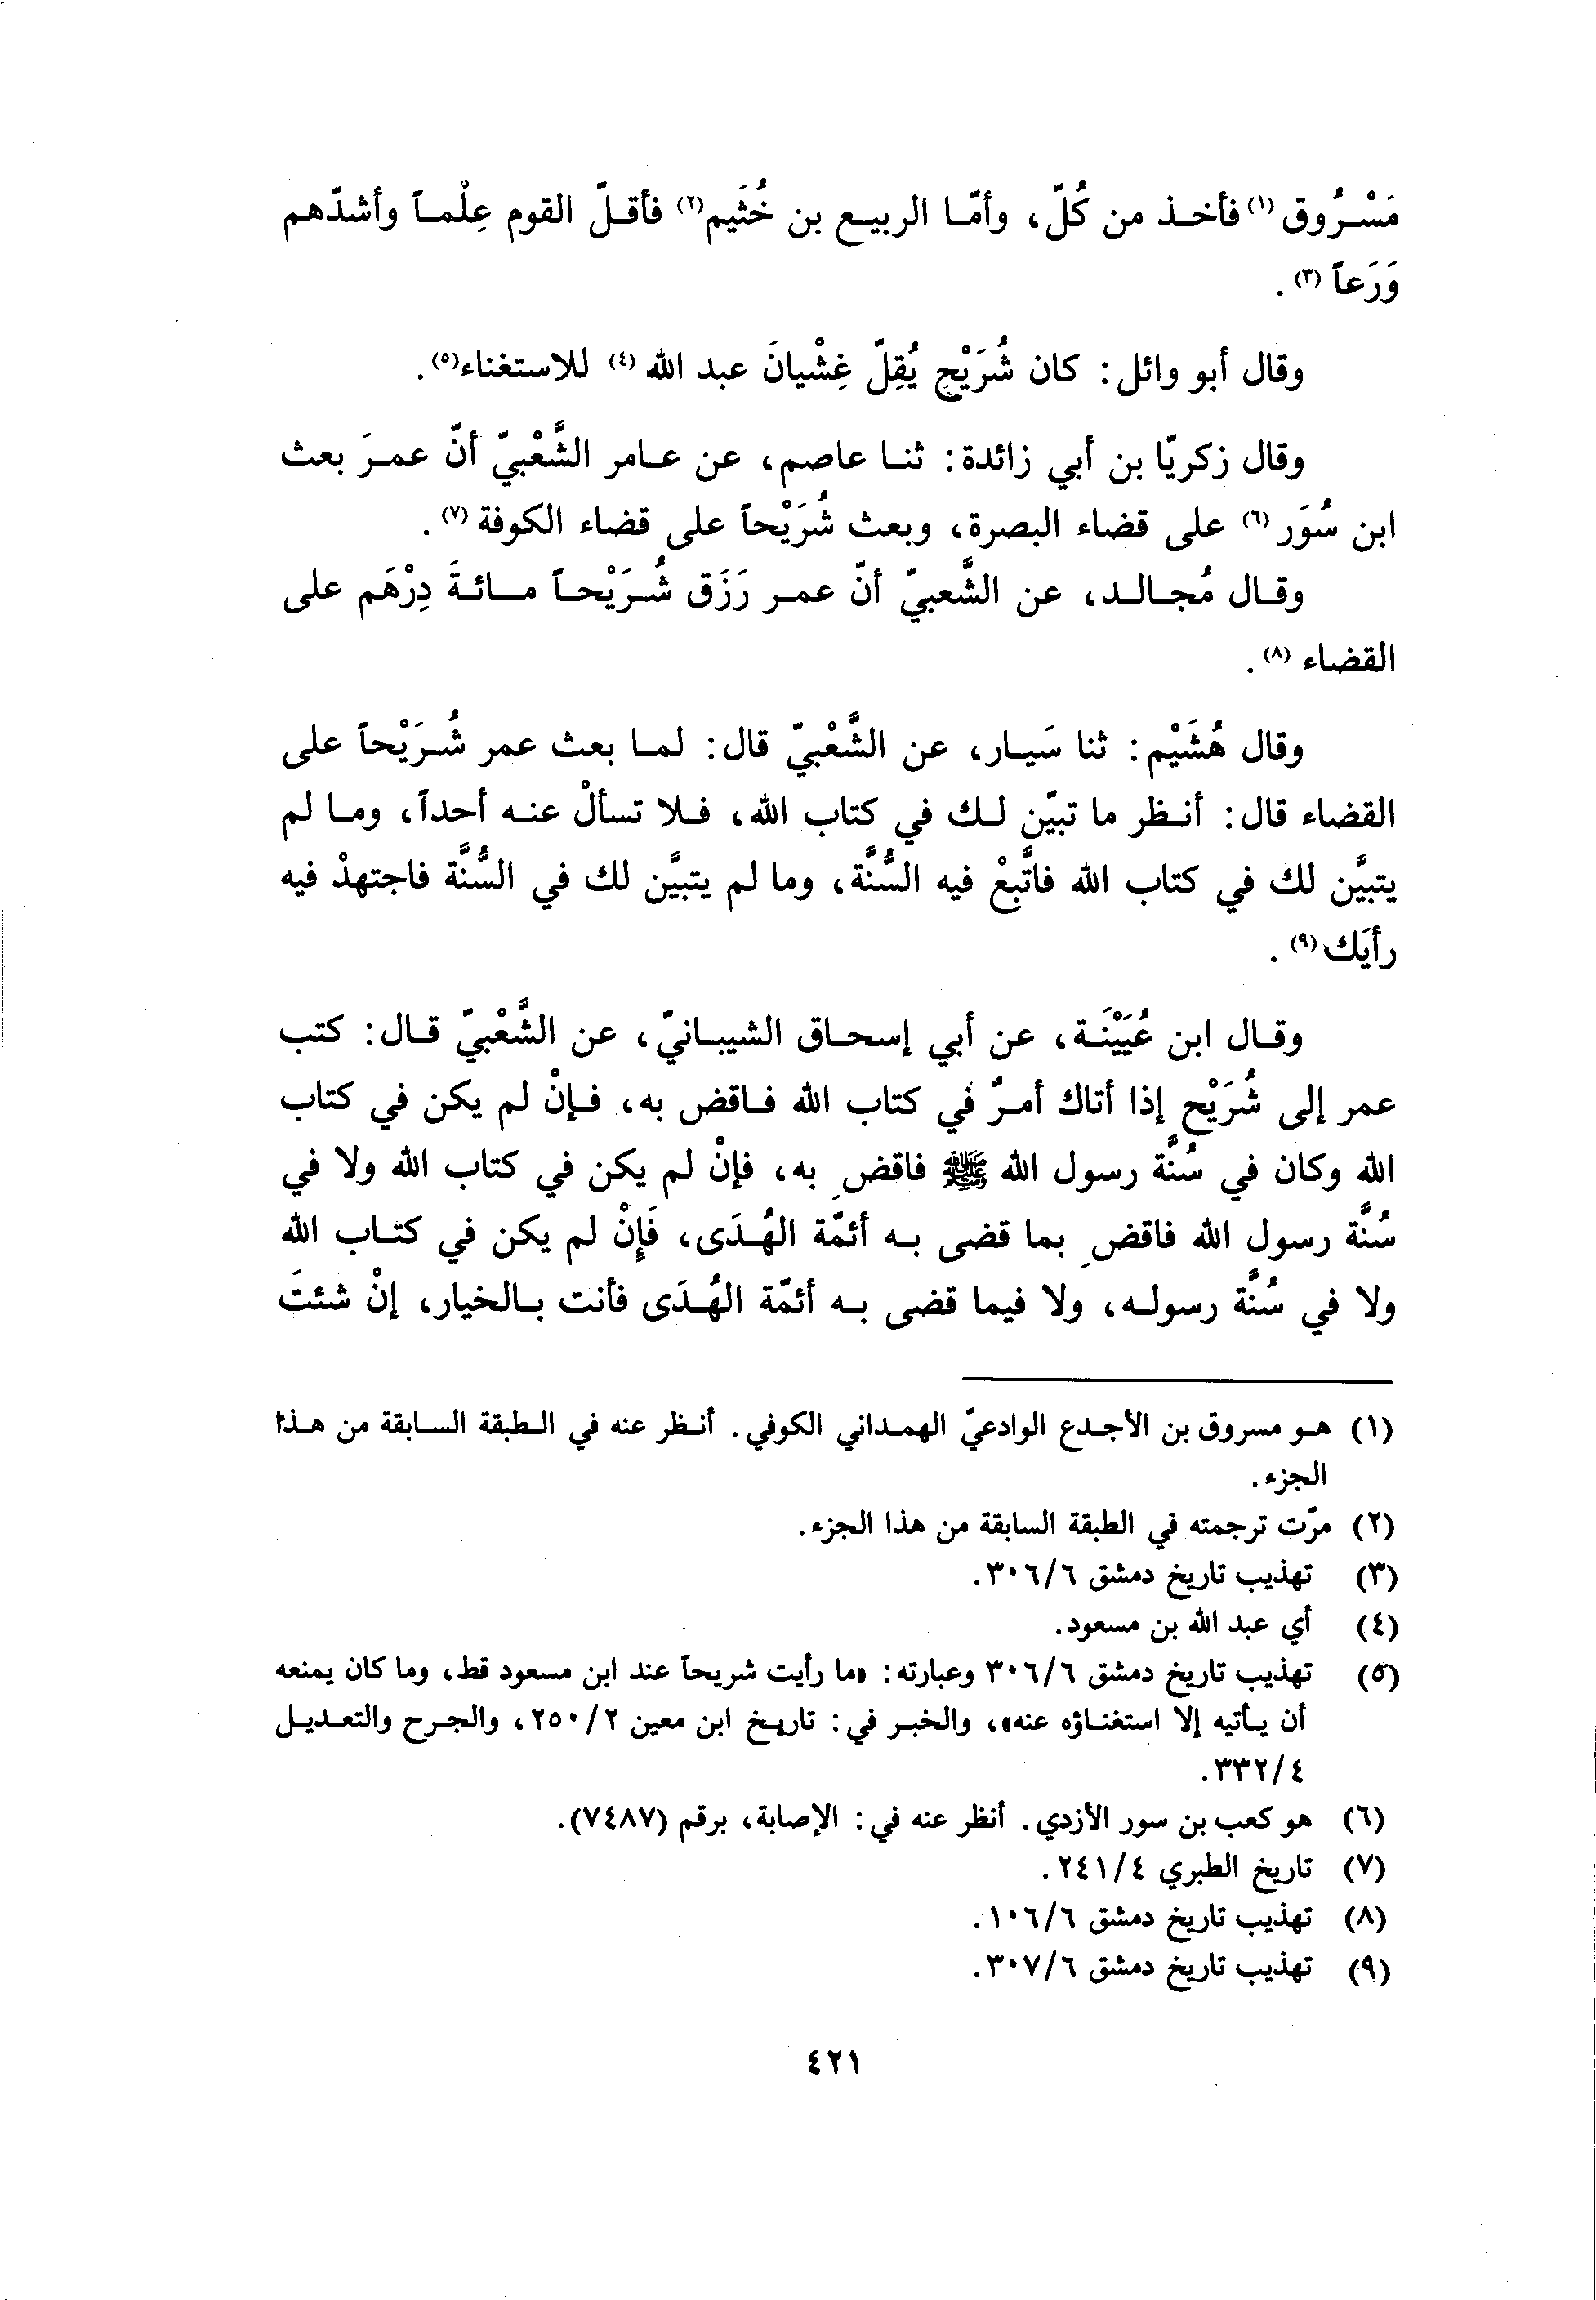 مَسْرُوق(١) فأخذ من كُلّ، وأمّا الربيع بن خُثَيم(٢) فأقلّ القوم عِلْماً وأشدّهم
وَرَعاً(٣).
وقال أبو وائل: كان شُرَيْح يُقِلّ غِشْيانَ عبد الله(٤) للاستغناء(٥).
وقال زكريّا بن أبي زائدة: ثنا عاصم، عن عامر الشَّعْبيّ أنّ عمرَ بعث
ابن سُوَر(٦) على قضاء البصرة، وبعث شُرَيْحاً على قضاء الكوفة(٧).
وقال مُجالد، عن الشَّعبيّ أنّ عمر رَزَق شُرَيْحاً مائةَ دِرْهَم على
القضاء(٨).
وقال هُشَيْم: ثنا سَيار، عن الشَّعْبيّ قال: لما بعث عمر شُرَيْحاً على
القضاء قال: أنظر ما تبيّن لك في كتاب الله، فلا تسألْ عنه أحداً، وما لم
يتبيَّن لك في كتاب الله فاتَّبِعْ فيه السُّنَّة، وما لم يتبيَّن لك في السُّنَّة فاجتهدْ فيه
رأيَك(٩).
وقال ابن عُيَيْنَة، عن أبي إسحاق الشيبانيّ، عن الشَّعْبيّ قال: كتب
عمر إلى شُرَيْح إذا أتاك أمرٌ في كتاب الله فاقض به، فإنْ لم يكن في كتاب
الله وكان في سُنَّة رسول الله ﷺ فاقضِ به، فإنْ لم يكن في كتاب الله ولا في
سُنَّة رسول الله فاقضِ بما قضى به أئمّة الهُدَى، فَإِنْ لم يكن في كتاب الله
ولا في سُنَّة رسوله، ولا فيما قضى به أئمّة الهُدَى فأنت بالخيار، إنْ شئتَ
(١) هو مسروق بن الأجدع الوادعيّ الهمداني الكوفي. أنظر عنه في الطبقة السابقة من هذا
الجزء.
(٢) مرّت ترجمته في الطبقة السابقة من هذا الجزء.
(٣) تهذيب تاريخ دمشق ٣٠٦/٦.
(٤) أي عبد الله بن مسعود.
(٥) تهذيب تاريخ دمشق ٣٠٦/٦ وعبارته: «ما رأيت شريحاً عند ابن مسعود قط، وما كان يمنعه
أن يأتيه إلا استغناؤه عنه»، والخبر في: تاريخ ابن معين ٢٥٠/٢، والجرح والتعديل
٣٣٢/٤.
(٦) هو كعب بن سور الأزدي. أنظر عنه في: الإصابة، برقم (٧٤٨٧).
(٧) تاريخ الطبري ٢٤١/٤.
(٨) تهذيب تاريخ دمشق ١٠٦/٦.
(٩) تهذيب تاريخ دمشق ٣٠٧/٦.
٤٢١